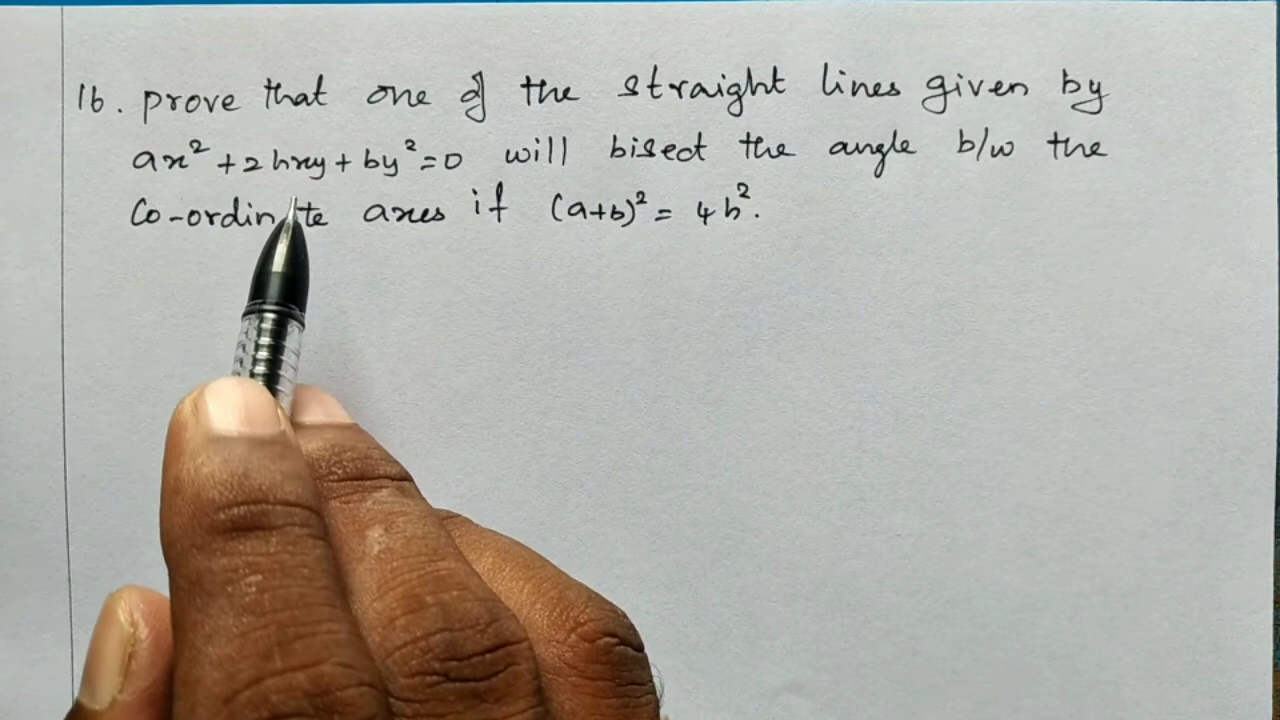 16. prove that one of the straight lines given by
ax² + 2hxy + by² = 0 will bisect the angle b/w the
Co-ordinate axes if (a+b)² = 4h².